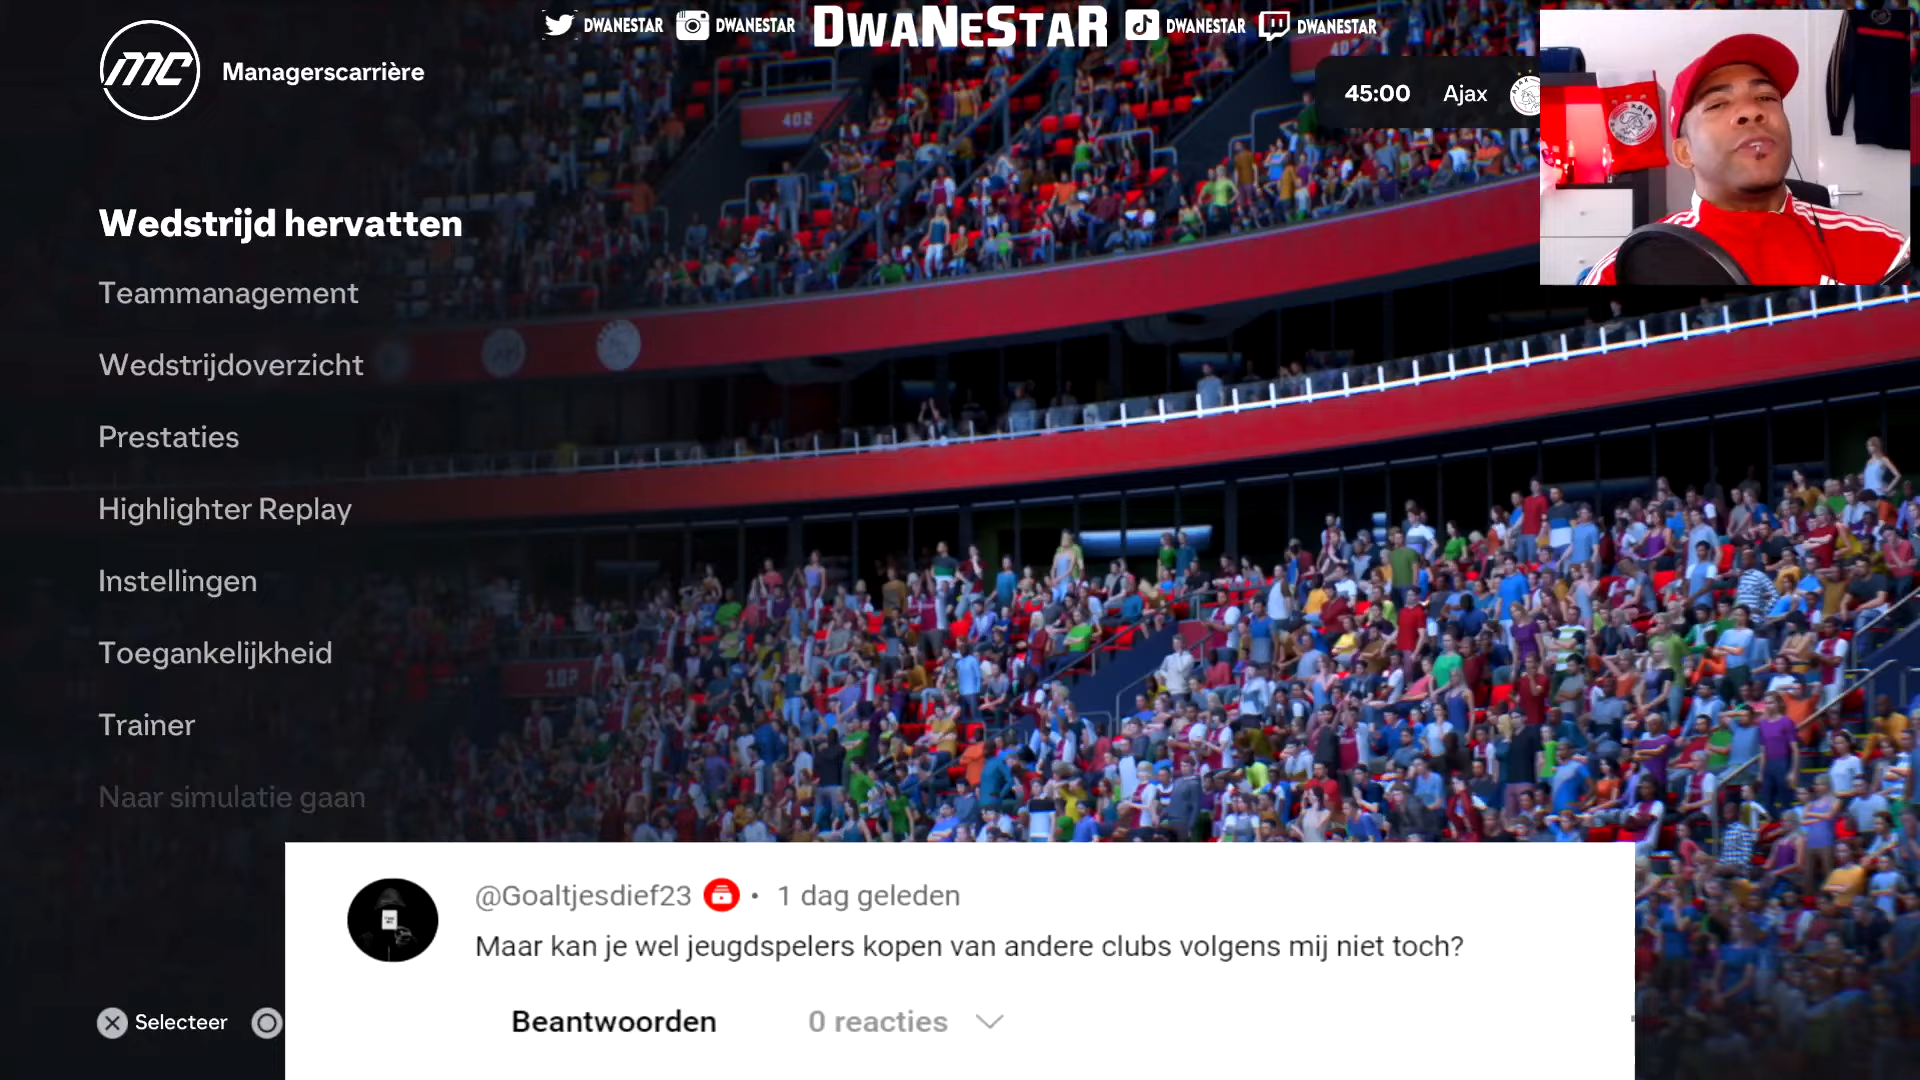 DWANESTAR
DWANESTAR
DWANESTAR
DWANESTAR
DWANESTAR
MC
Managerscarrière
45:00 Ajax
402
Wedstrijd hervatten
Teammanagement
Wedstrijdoverzicht
Prestaties
Highlighter Replay
Instellingen
Toegankelijkheid
Trainer
Naar simulatie gaan
Selecteer
@Goaltjesdief23 • 1 dag geleden
Maar kan je wel jeugdspelers kopen van andere clubs volgens mij niet toch?
Beantwoorden
0 reacties